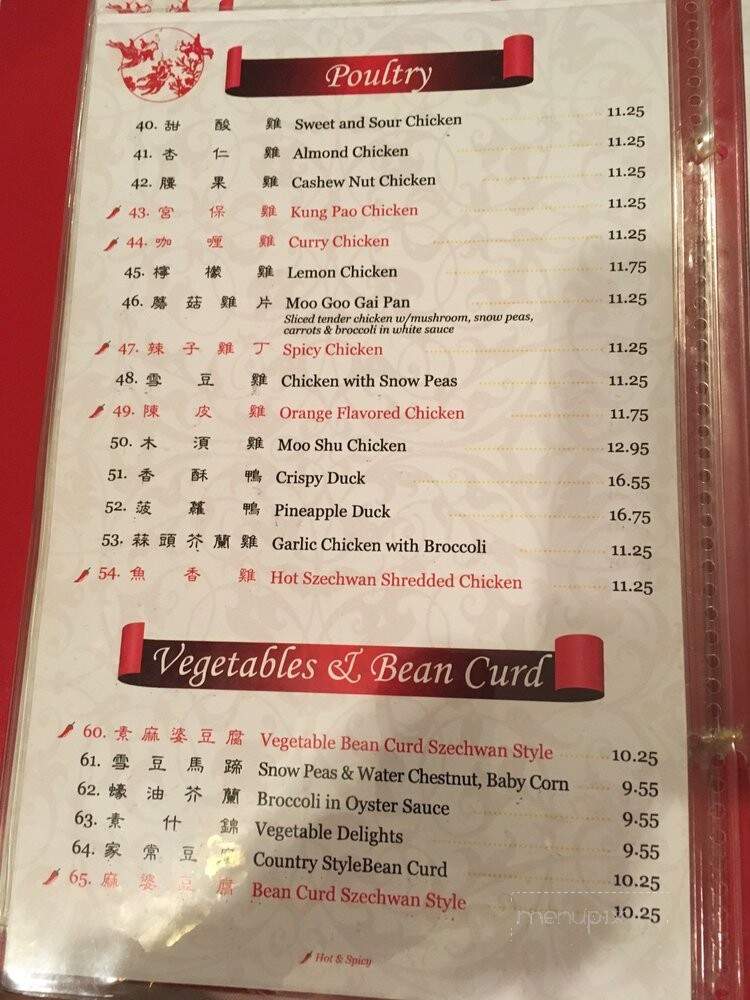 Poultry
40. 甜 酸 雞 Sweet and Sour Chicken 11.25
41. 杏 仁 雞 Almond Chicken 11.25
42. 腰 果 雞 Cashew Nut Chicken 11.25
43. 宮 保 雞 Kung Pao Chicken 11.25
44. 咖 喱 雞 Curry Chicken 11.25
45. 檸 檬 雞 Lemon Chicken 11.75
46. 蘑 菇 雞 片 Moo Goo Gai Pan 11.25
Sliced tender chicken w/mushroom, snow peas,
carrots & broccoli in white sauce
47. 辣 子 雞 丁 Spicy Chicken 11.25
48. 雪 豆 雞 Chicken with Snow Peas 11.25
49. 陳 皮 雞 Orange Flavored Chicken 11.75
50. 木 須 雞 Moo Shu Chicken 12.95
51. 香 酥 鴨 Crispy Duck 16.55
52. 菠 蘿 鴨 Pineapple Duck 16.75
53. 蒜 頭 芥 蘭 雞 Garlic Chicken with Broccoli 11.25
54. 魚 香 雞 Hot Szechwan Shredded Chicken 11.25
Vegetables & Bean Curd
60. 素 麻 婆 豆 腐 Vegetable Bean Curd Szechwan Style 10.25
61. 雪 豆 馬 蹄 Snow Peas & Water Chestnut, Baby Corn 9.55
62. 蠔 油 芥 蘭 Broccoli in Oyster Sauce 9.55
63. 素 什 錦 Vegetable Delights 9.55
64. 家 常 豆 腐 Country StyleBean Curd 10.25
65. 麻 婆 豆 腐 Bean Curd Szechwan Style 10.25
menupix
Hot & Spicy